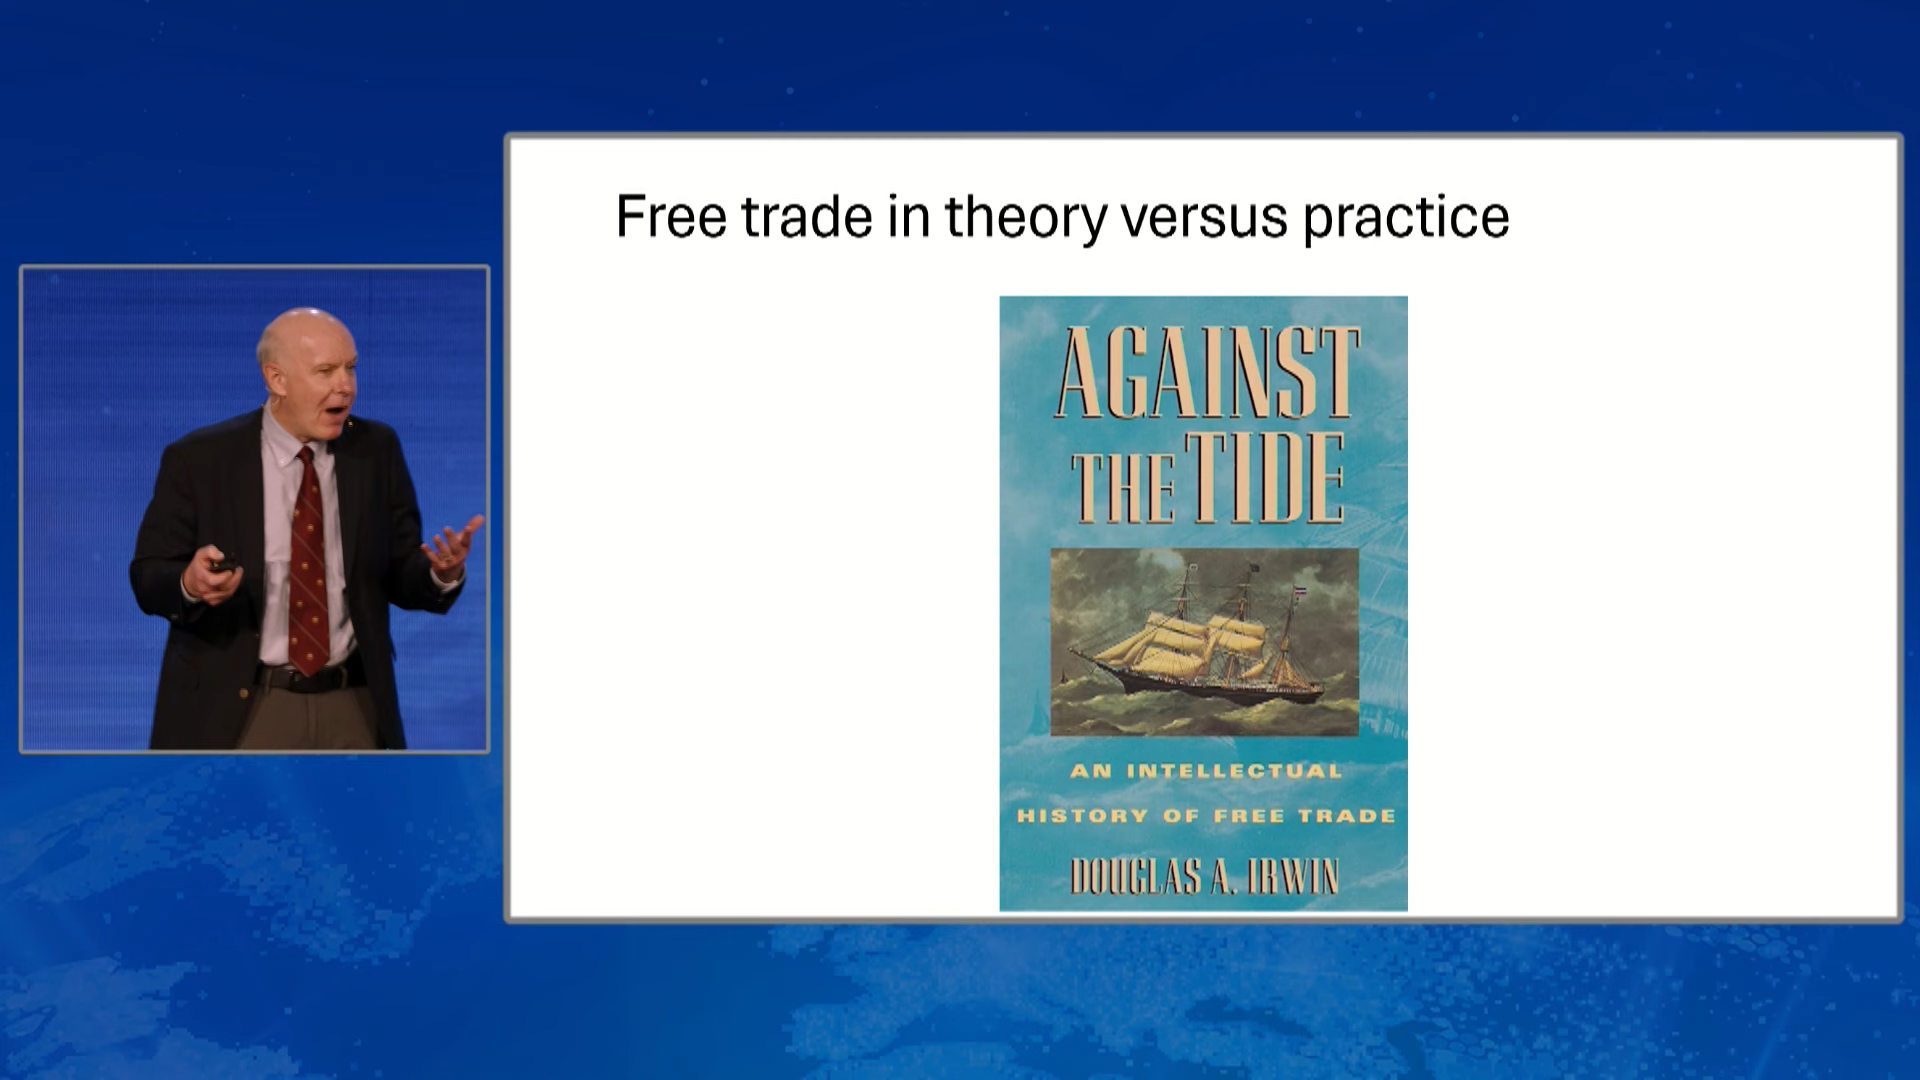 Free trade in theory versus practice
AGAINST
THE TIDE
AN INTELLECTUAL
HISTORY OF FREE TRADE
DOUGLAS A. IRWIN